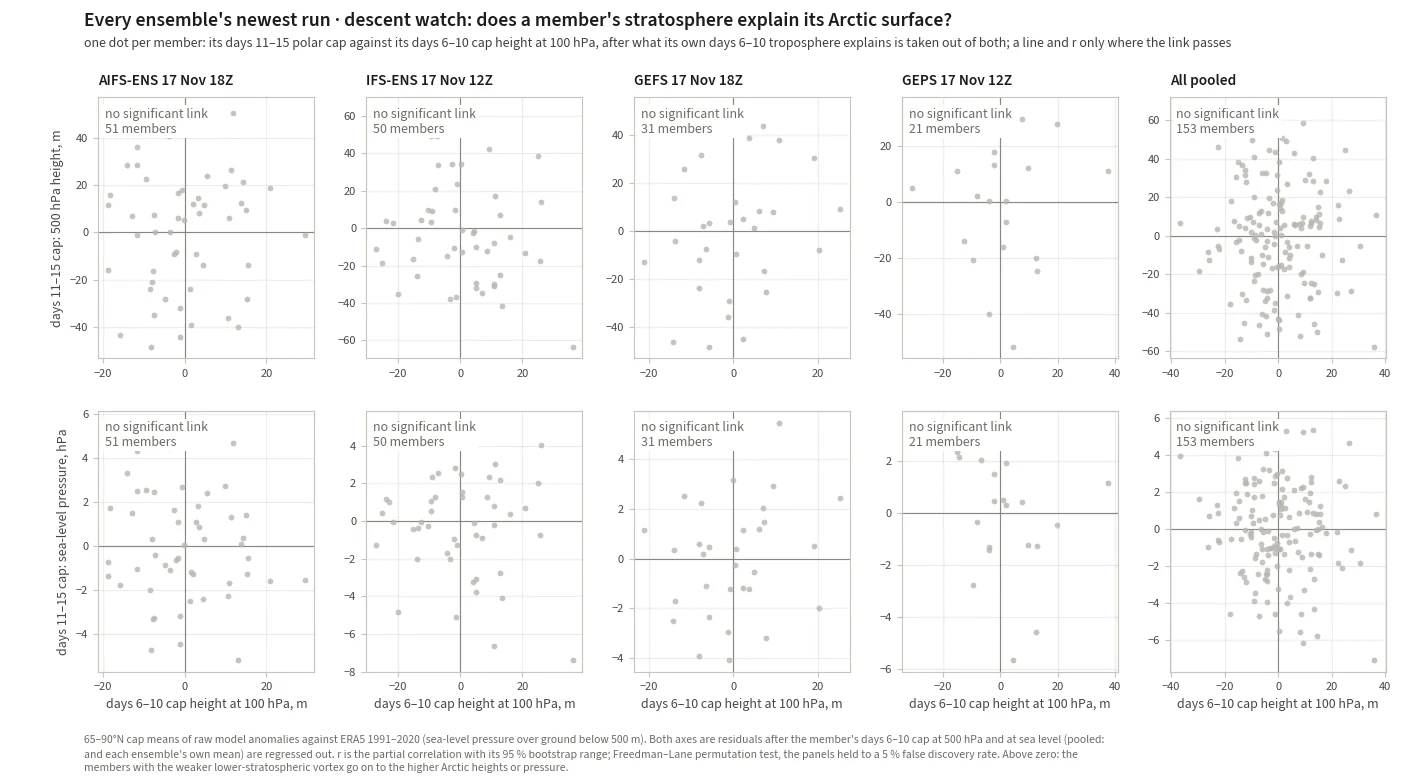 Every ensemble's newest run · descent watch: does a member's stratosphere explain its Arctic surface?
one dot per member: its days 11–15 polar cap against its days 6–10 cap height at 100 hPa, after what its own days 6–10 troposphere explains is taken out of both; a line and r only where the link passes
AIFS-ENS 17 Nov 18Z
IFS-ENS 17 Nov 12Z
GEFS 17 Nov 18Z
GEPS 17 Nov 12Z
All pooled
days 11–15 cap: 500 hPa height, m
no significant link
51 members
40
20
0
−20
−40
−20
0
20
no significant link
50 members
60
40
20
0
−20
−40
−60
−20
0
20
no significant link
31 members
40
20
0
−20
−40
−20
0
20
no significant link
21 members
20
0
−20
−40
−20
0
20
40
no significant link
153 members
60
40
20
0
−20
−40
−60
−40
−20
0
20
40
days 11–15 cap: sea-level pressure, hPa
no significant link
51 members
6
4
2
0
−2
−4
−20
0
20
days 6–10 cap height at 100 hPa, m
no significant link
50 members
4
2
0
−2
−4
−6
−8
−20
0
20
days 6–10 cap height at 100 hPa, m
no significant link
31 members
4
2
0
−2
−4
−20
0
20
days 6–10 cap height at 100 hPa, m
no significant link
21 members
2
0
−2
−4
−6
−20
0
20
40
days 6–10 cap height at 100 hPa, m
no significant link
153 members
6
4
2
0
−2
−4
−6
−40
−20
0
20
40
days 6–10 cap height at 100 hPa, m
65–90°N cap means of raw model anomalies against ERA5 1991–2020 (sea-level pressure over ground below 500 m). Both axes are residuals after the member's days 6–10 cap at 500 hPa and at sea level (pooled:
and each ensemble's own mean) are regressed out. r is the partial correlation with its 95 % bootstrap range; Freedman–Lane permutation test, the panels held to a 5 % false discovery rate. Above zero: the
members with the weaker lower-stratospheric vortex go on to the higher Arctic heights or pressure.